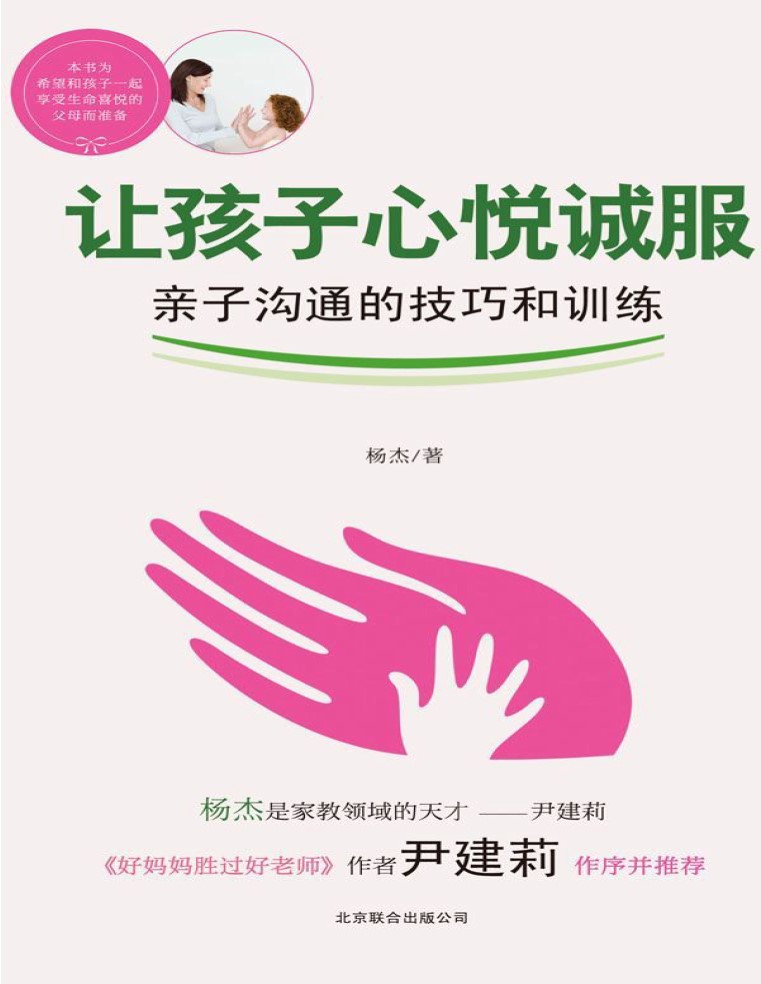 本书为
希望和孩子一起
享受生命喜悦的
父母而准备
让孩子心悦诚服
亲子沟通的技巧和训练
杨杰/著
杨杰是家教领域的天才 ——尹建莉
《好妈妈胜过好老师》作者尹建莉 作序并推荐
北京联合出版公司